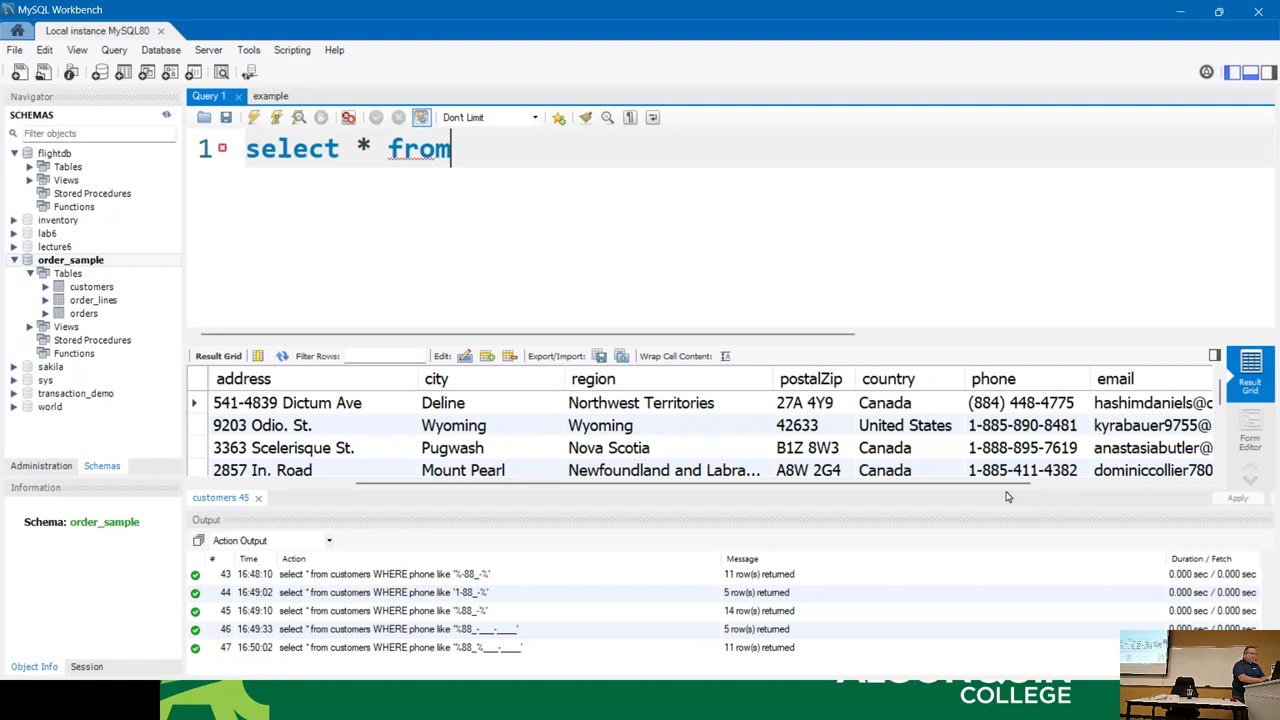 MySQL Workbench
Local instance MySQL80
File Edit View Query Database Server Tools Scripting Help
Navigator
SCHEMAS
Filter objects
flightdb
Tables
Views
Stored Procedures
Functions
inventory
lab6
lecture6
order_sample
Tables
customers
order_lines
orders
Views
Stored Procedures
Functions
sakila
sys
transaction_demo
world
Administration Schemas
Information
Schema: order_sample
Object Info Session
Query 1 example
Don't Limit
1 select * from
Result Grid Filter Rows: Edit: Export/Import: Wrap Cell Content:
address city region postalZip country phone email
541-4839 Dictum Ave Deline Northwest Territories 27A 4Y9 Canada (884) 448-4775 hashimdaniels@c
9203 Odio. St. Wyoming Wyoming 42633 United States 1-885-890-8481 kyrabauer9755@
3363 Scelerisque St. Pugwash Nova Scotia B1Z 8W3 Canada 1-888-895-7619 anastasiabutler@
2857 In. Road Mount Pearl Newfoundland and Labra... A8W 2G4 Canada 1-885-411-4382 dominiccollier780
Result
Grid
Form
Editor
customers 45
Apply
Output
Action Output
# Time Action Message Duration / Fetch
43 16:48:10 select * from customers WHERE phone like '%-88_-%' 11 row(s) returned 0.000 sec / 0.000 sec
44 16:49:02 select * from customers WHERE phone like '1-88_-%' 5 row(s) returned 0.000 sec / 0.000 sec
45 16:49:10 select * from customers WHERE phone like '%88_-%' 14 row(s) returned 0.000 sec / 0.000 sec
46 16:49:33 select * from customers WHERE phone like '%88_-___-____' 5 row(s) returned 0.000 sec / 0.000 sec
47 16:50:02 select * from customers WHERE phone like '%88_%___-____' 11 row(s) returned
COLLEGE